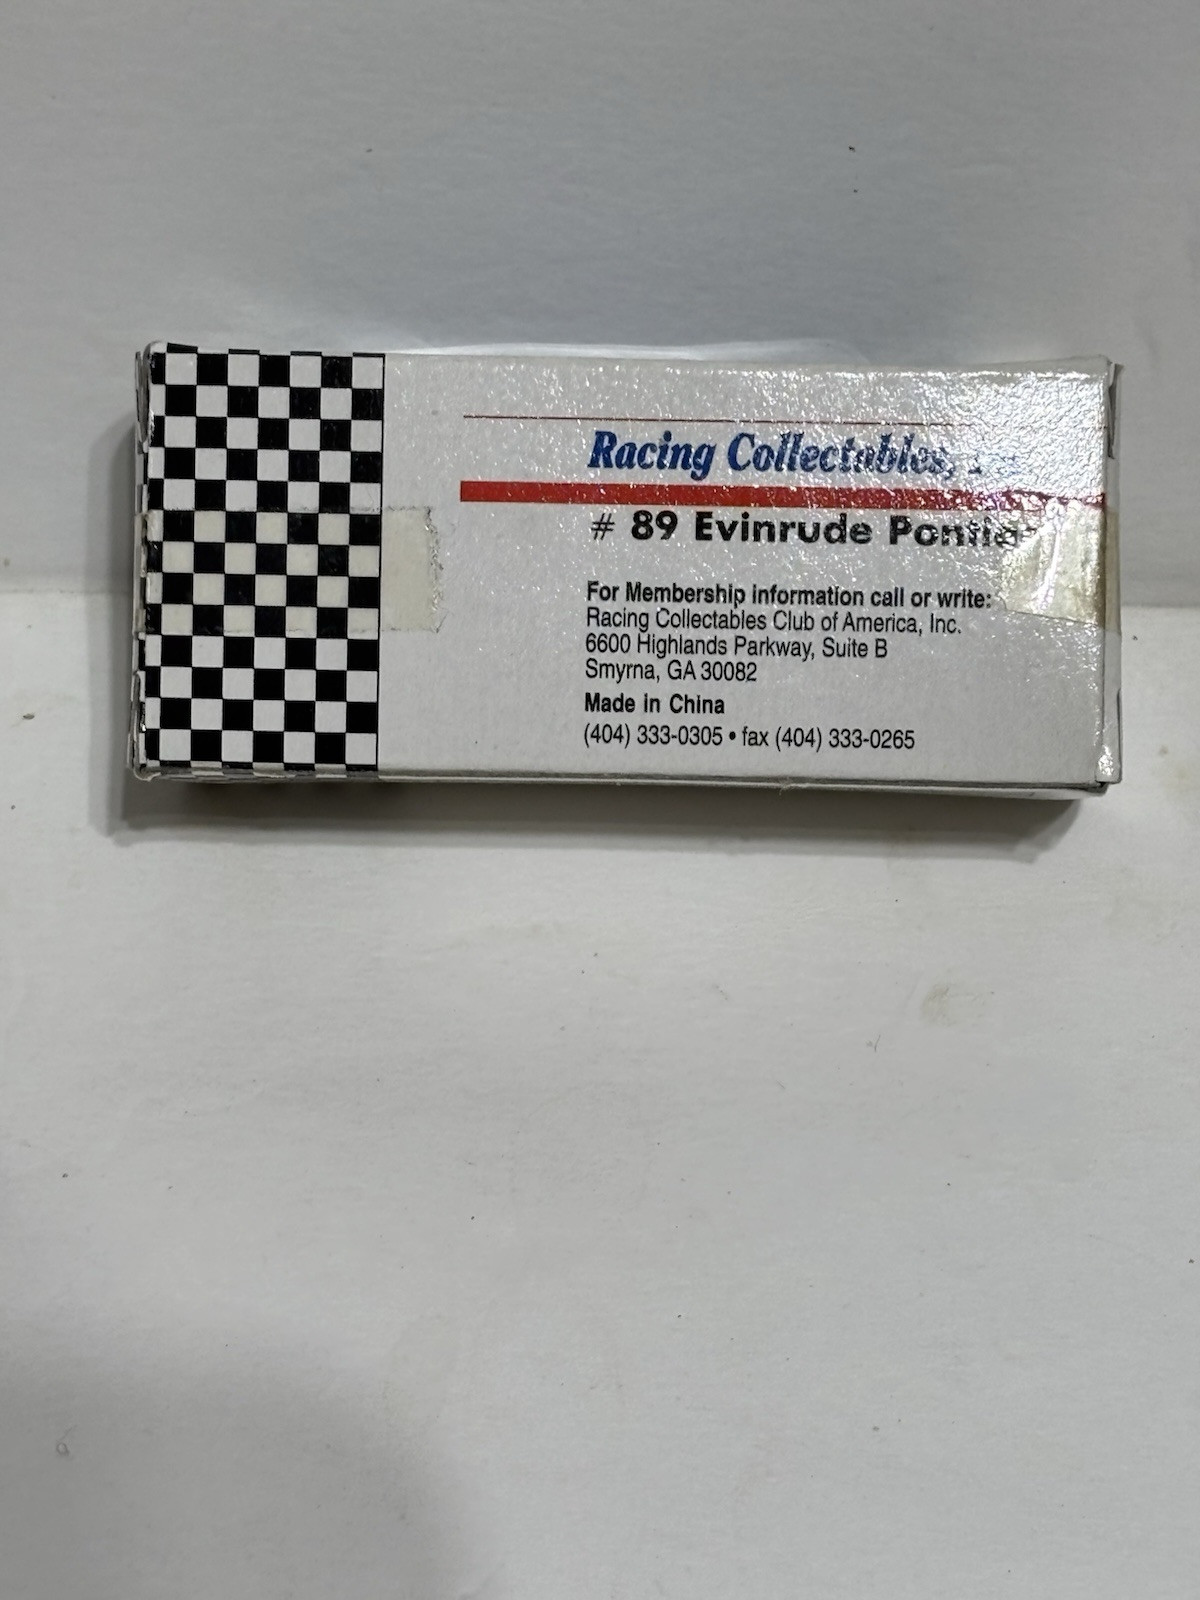 Racing Collectables,
# 89 Evinrude Pontiac
For Membership information call or write:
Racing Collectables Club of America, Inc.
6600 Highlands Parkway, Suite B
Smyrna, GA 30082
Made in China
(404) 333-0305 • fax (404) 333-0265